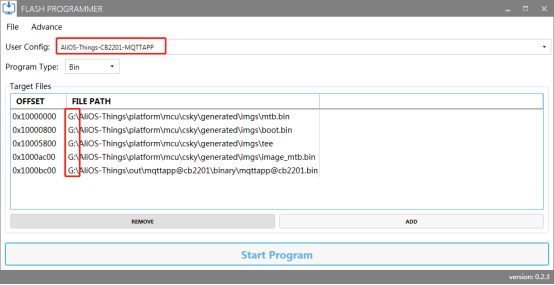 FLASH PROGRAMMER
File Advance
User Config: AliOS-Things-CB2201-MQTTAPP
Program Type: Bin
Target Files
OFFSET FILE PATH
0x10000000 G:\AliOS-Things\platform\mcu\csky\generated\imgs\mtb.bin
0x10000800 G:\AliOS-Things\platform\mcu\csky\generated\imgs\boot.bin
0x10005800 G:\AliOS-Things\platform\mcu\csky\generated\imgs\tee
0x1000ac00 G:\AliOS-Things\platform\mcu\csky\generated\imgs\image_mtb.bin
0x1000bc00 G:\AliOS-Things\out\mqttapp@cb2201\binary\mqttapp@cb2201.bin
REMOVE ADD
Start Program
version: 0.2.3